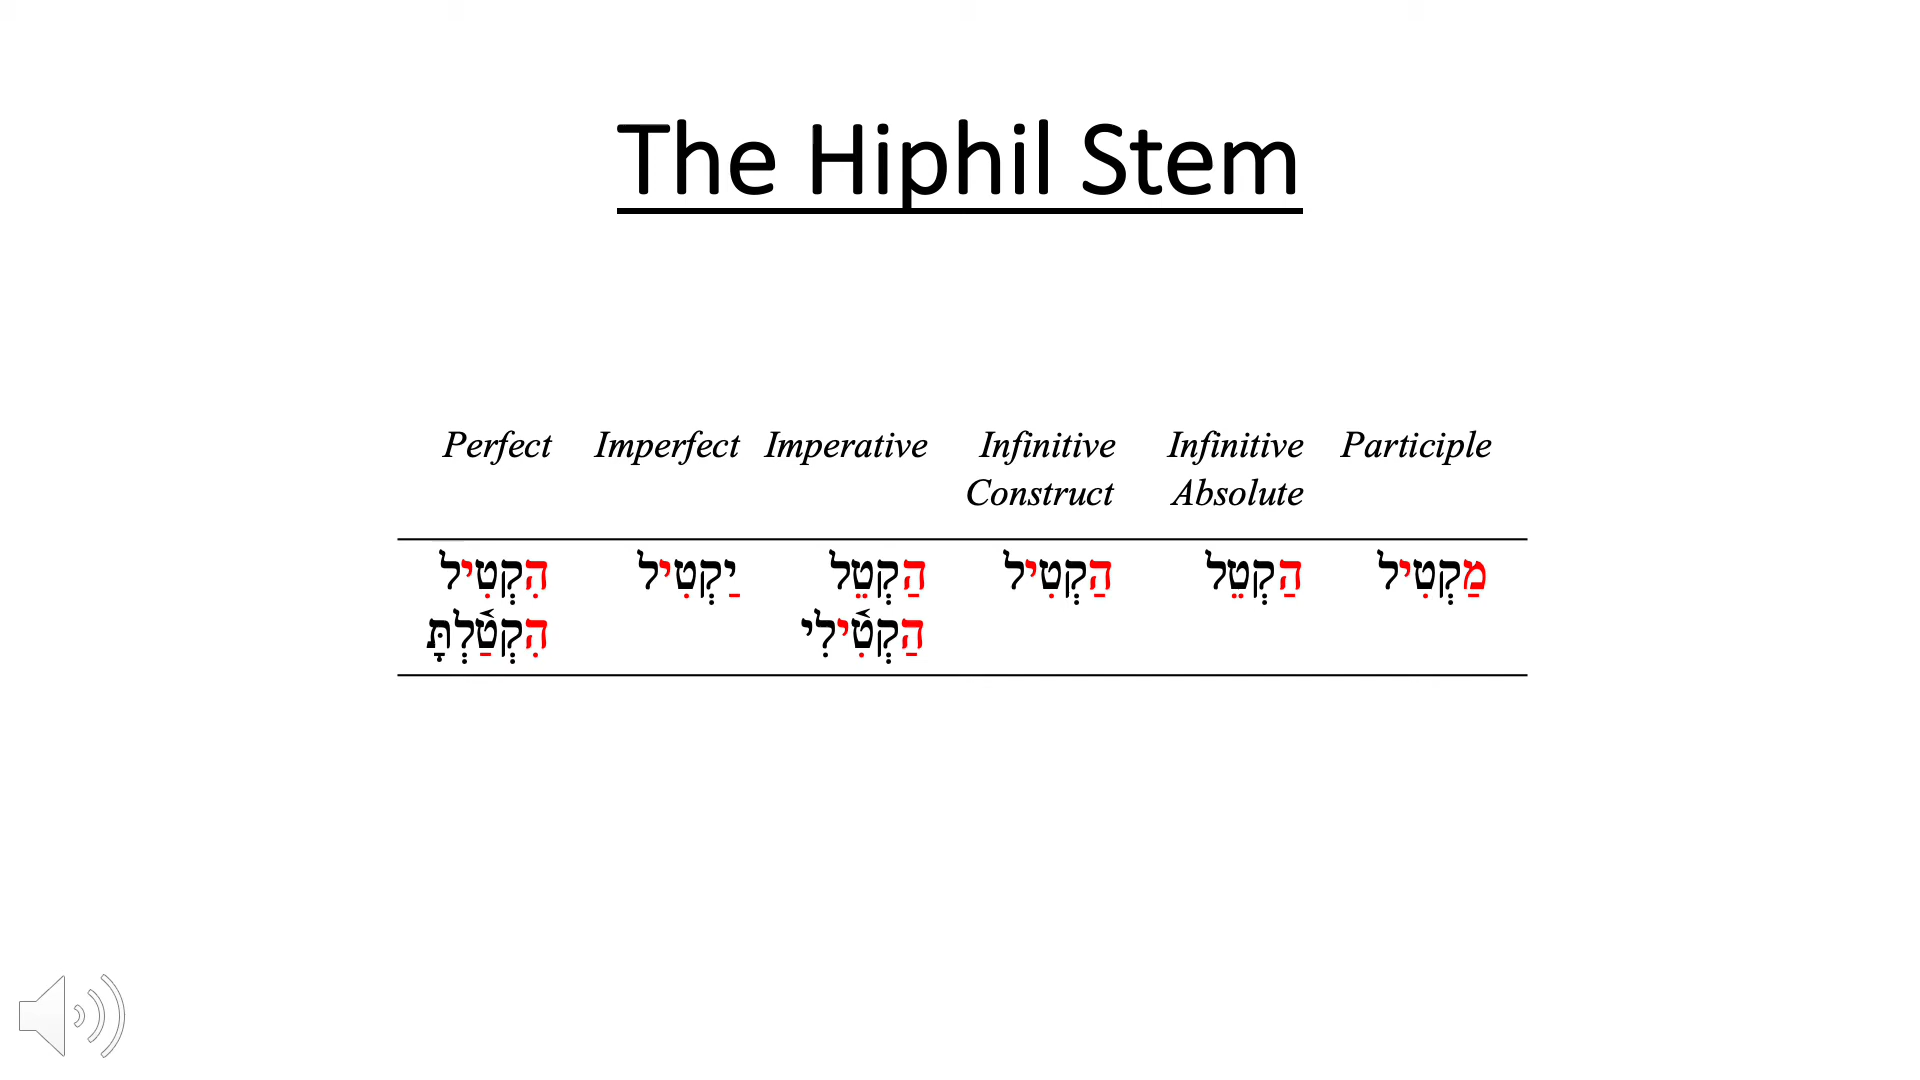 The Hiphil Stem
Perfect Imperfect Imperative Infinitive Infinitive Participle
Construct Absolute
הִקְטִיל יַקְטִיל הַקְטֵל הַקְטִיל הַקְטֵל מַקְטִיל
הִקְטַ֫לְתָּ הַקְטִ֫ילִי